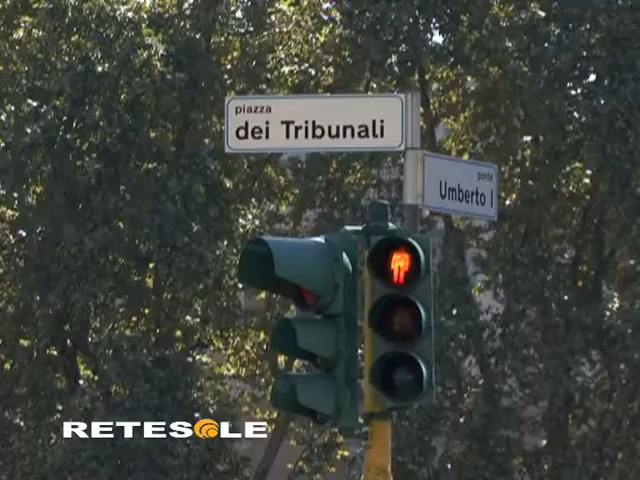 piazza
dei Tribunali
ponte
Umberto I
RETESOLE